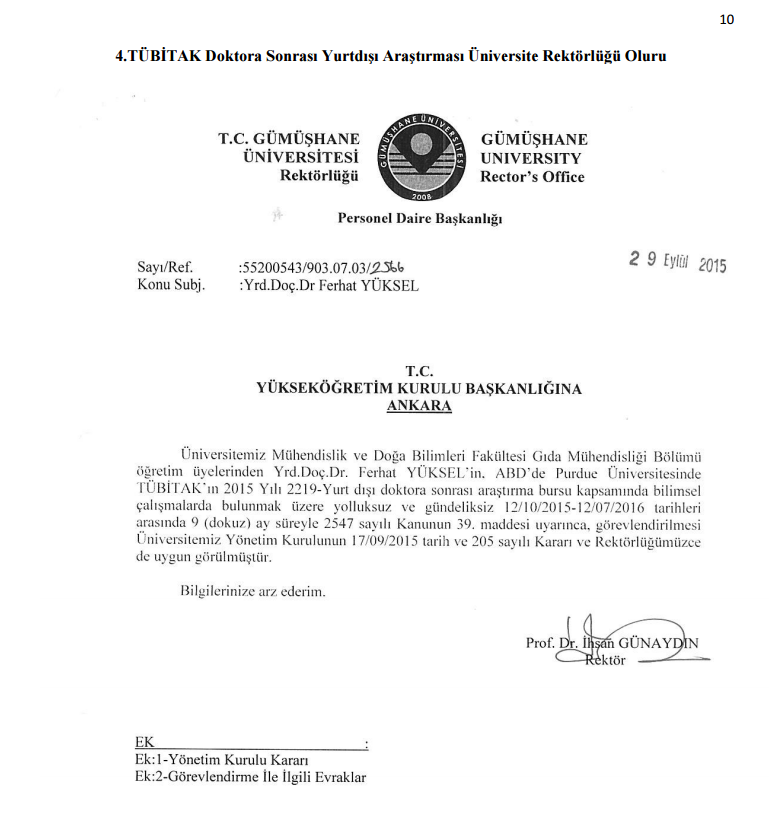 10
4.TÜBİTAK Doktora Sonrası Yurtdışı Araştırması Üniversite Rektörlüğü Oluru
T.C. GÜMÜŞHANE
ÜNİVERSİTESİ
Rektörlüğü
GÜMÜŞHANE ÜNİVERSİTESİ
2008
GÜMÜŞHANE
UNIVERSITY
Rector's Office
Personel Daire Başkanlığı
29 Eylül 2015
Sayı/Ref. :55200543/903.07.03/2566
Konu Subj. :Yrd.Doç.Dr Ferhat YÜKSEL
T.C.
YÜKSEKÖĞRETİM KURULU BAŞKANLIĞINA
ANKARA
Üniversitemiz Mühendislik ve Doğa Bilimleri Fakültesi Gıda Mühendisliği Bölümü
öğretim üyelerinden Yrd.Doç.Dr. Ferhat YÜKSEL'in, ABD'de Purdue Üniversitesinde
TÜBİTAK'ın 2015 Yılı 2219-Yurt dışı doktora sonrası araştırma bursu kapsamında bilimsel
çalışmalarda bulunmak üzere yolluksuz ve gündeliksiz 12/10/2015-12/07/2016 tarihleri
arasında 9 (dokuz) ay süreyle 2547 sayılı Kanunun 39. maddesi uyarınca, görevlendirilmesi
Üniversitemiz Yönetim Kurulunun 17/09/2015 tarih ve 205 sayılı Kararı ve Rektörlüğümüzce
de uygun görülmüştür.
Bilgilerinize arz ederim.
Prof. Dr. İhsan GÜNAYDIN
Rektör
EK :
Ek:1-Yönetim Kurulu Kararı
Ek:2-Görevlendirme İle İlgili Evraklar